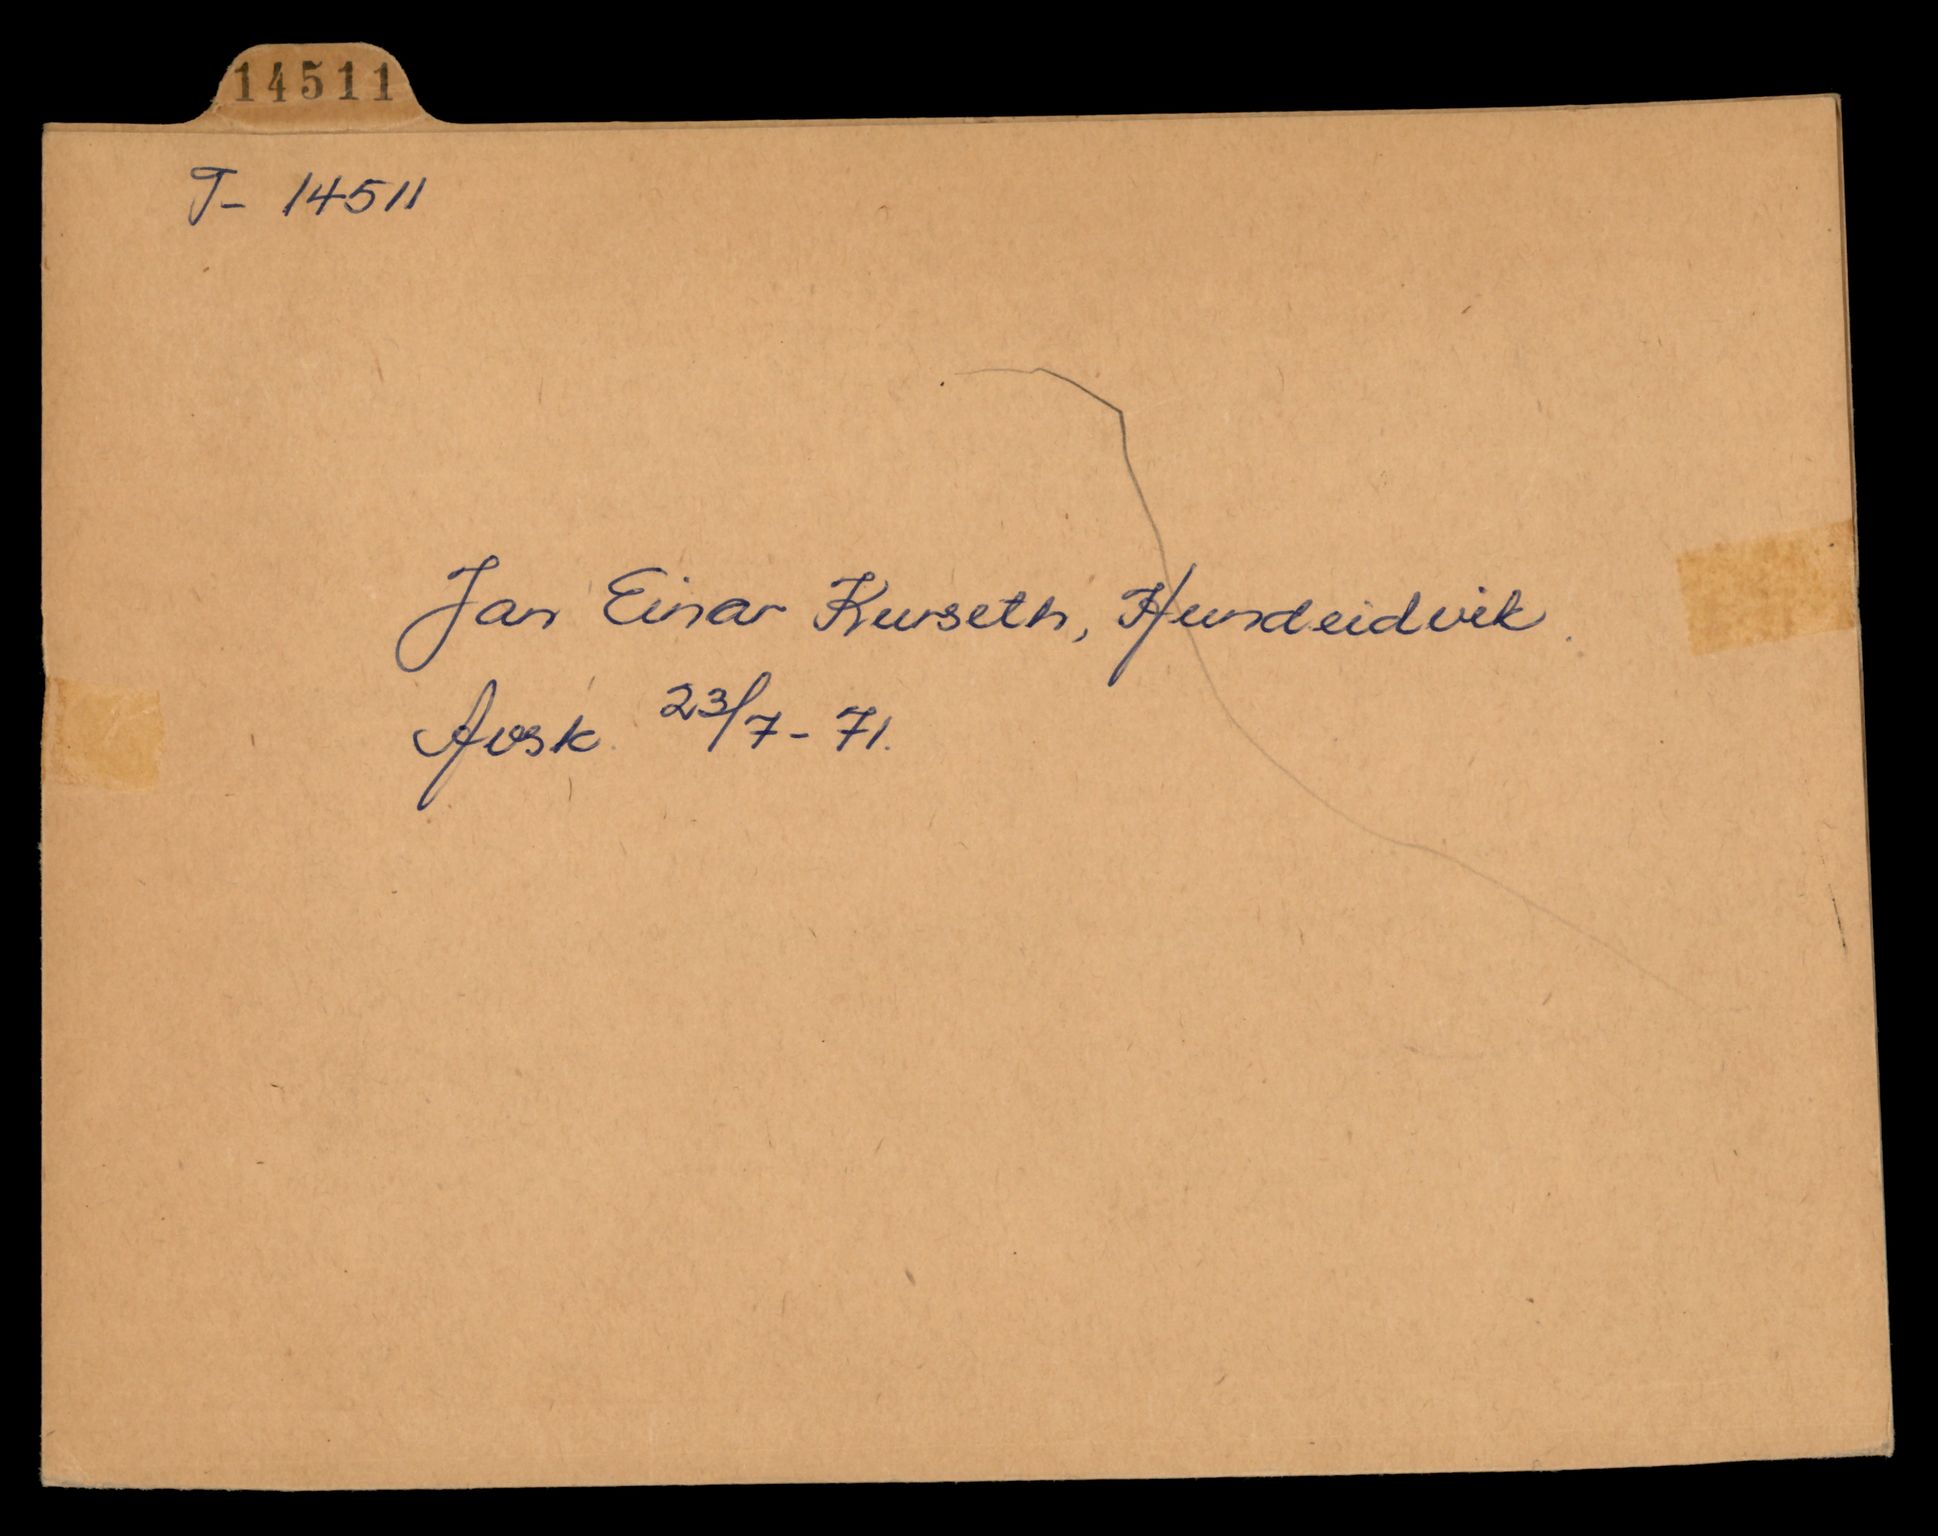 14511
T- 14511
Jan Einar Kurseth, Hundeidvik.
Avsk. 23/7-71.